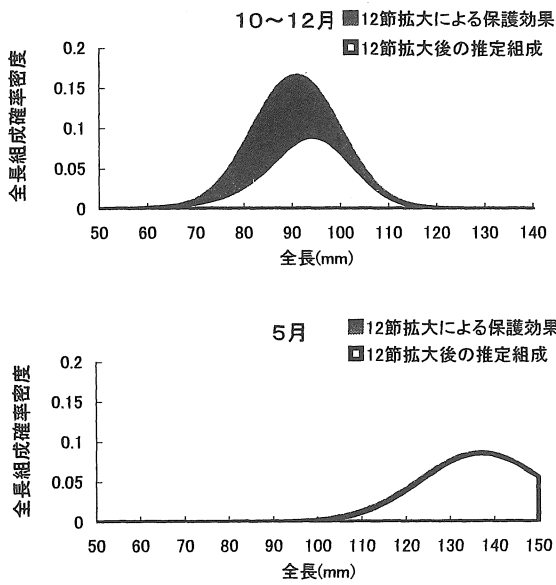 10～12月
■12節拡大による保護効果
□12節拡大後の推定組成
全長組成確率密度
0.2
0.15
0.1
0.05
0
50 60 70 80 90 100 110 120 130 140
全長(mm)
5月
■12節拡大による保護効果
□12節拡大後の推定組成
全長組成確率密度
0.2
0.15
0.1
0.05
0
50 60 70 80 90 100 110 120 130 140 150
全長(mm)